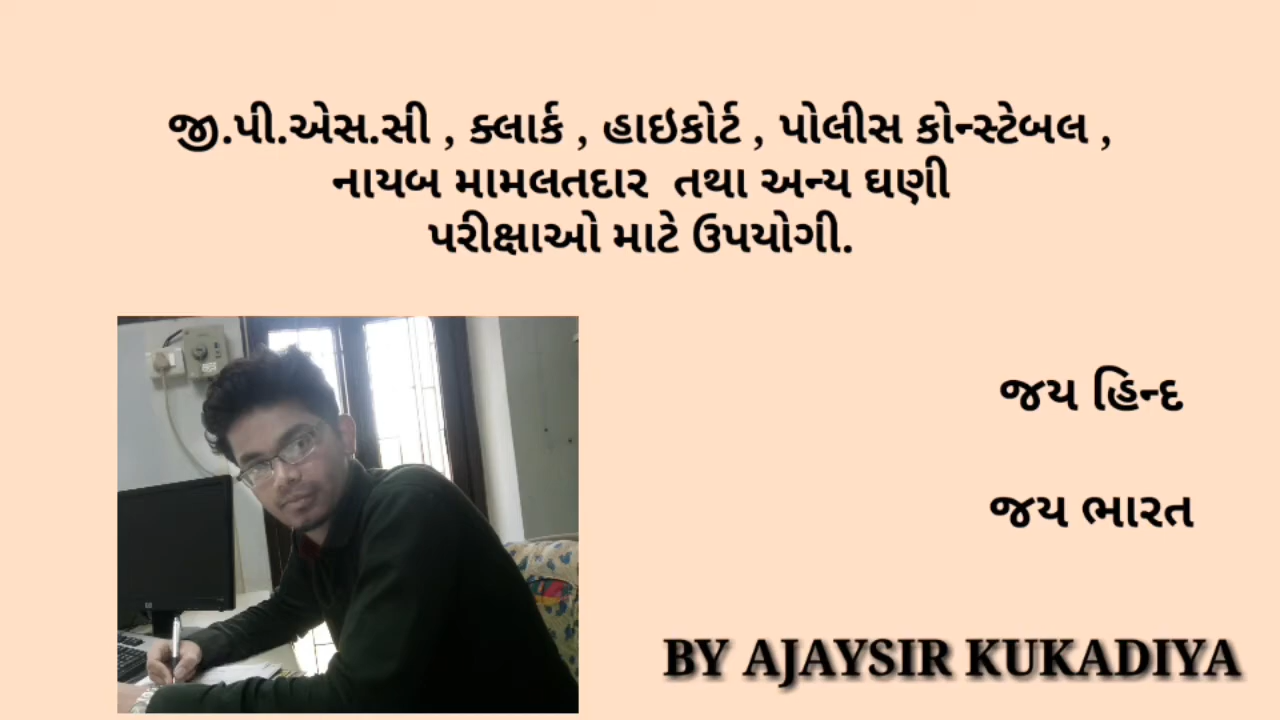 જી.પી.એસ.સી , ક્લાર્ક , હાઇકોર્ટ , પોલીસ કોન્સ્ટેબલ ,
નાયબ મામલતદાર તથા અન્ય ઘણી
પરીક્ષાઓ માટે ઉપયોગી.
જય હિન્દ
જય ભારત
BY AJAYSIR KUKADIYA